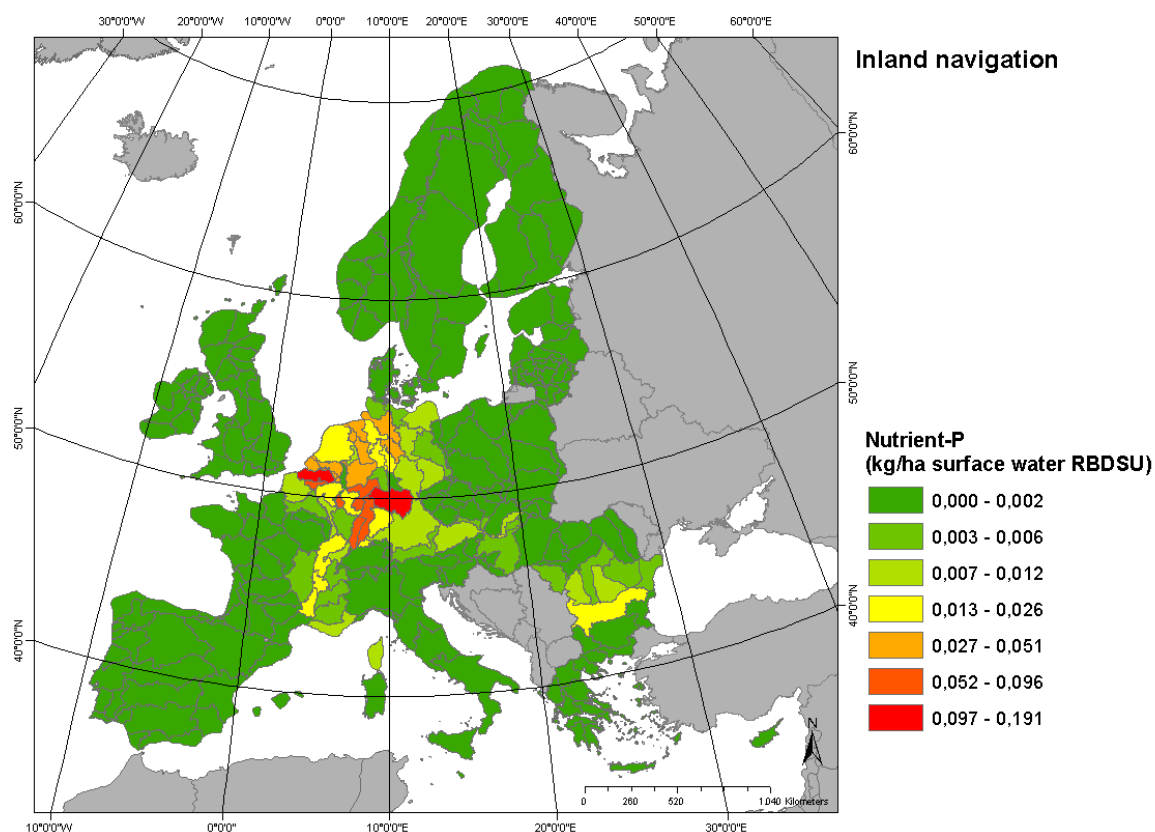 30°0'0"W 20°0'0"W 10°0'0"W 0°0'0" 10°0'0"E 20°0'0"E 30°0'0"E 40°0'0"E 50°0'0"E 60°0'0"E
Inland navigation
60°0'0"N
60°0'0"N
50°0'0"N
50°0'0"N
40°0'0"N
40°0'0"N
Nutrient-P
(kg/ha surface water RBDSU)
0,000 - 0,002
0,003 - 0,006
0,007 - 0,012
0,013 - 0,026
0,027 - 0,051
0,052 - 0,096
0,097 - 0,191
N
0 260 520 1.040 Kilometers
10°0'0"W 0°0'0" 10°0'0"E 20°0'0"E 30°0'0"E